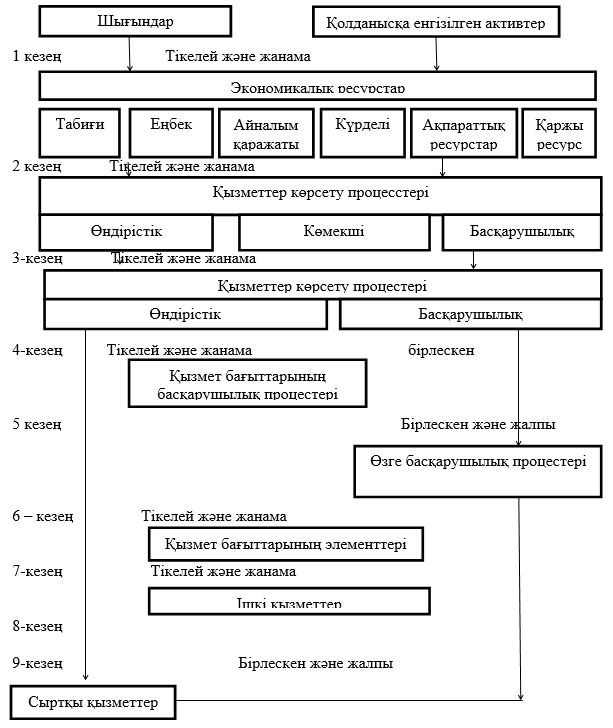 Шығындар
Қолданысқа енгізілген активтер
1 кезең Тікелей және жанама
Экономикалық ресурстар
Табиғи
Еңбек
Айналым
қаражаты
Күрделі
Ақпараттық
ресурстар
Қаржы
ресурс
2 кезең Тікелей және жанама
Қызметтер көрсету процесстері
Өндірістік
Көмекші
Басқарушылық
3-кезең Тікелей және жанама
Қызметтер көрсету процестері
Өндірістік
Басқарушылық
4-кезең Тікелей және жанама бірлескен
Қызмет бағыттарының
басқарушылық процестері
5 кезең Бірлескен және жалпы
Өзге басқарушылық процестері
6 – кезең Тікелей және жанама
Қызмет бағыттарының элементтері
7-кезең Тікелей және жанама
Ішкі қызметтер
8-кезең
9-кезең Бірлескен және жалпы
Сыртқы қызметтер